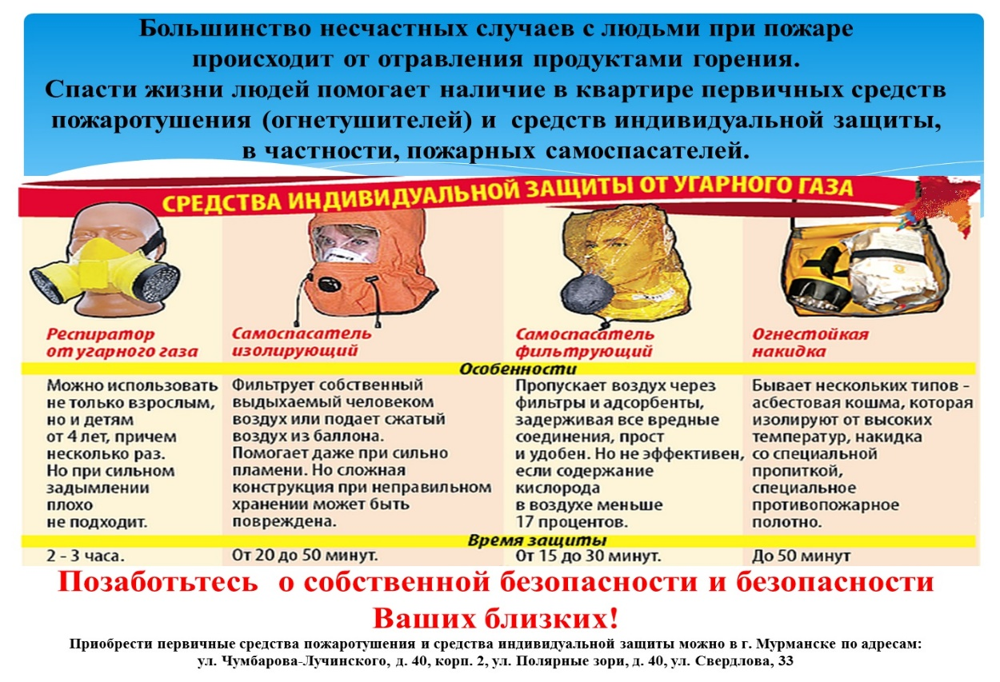 Большинство несчастных случаев с людьми при пожаре
происходит от отравления продуктами горения.
Спасти жизни людей помогает наличие в квартире первичных средств
пожаротушения (огнетушителей) и средств индивидуальной защиты,
в частности, пожарных самоспасателей.
СРЕДСТВА ИНДИВИДУАЛЬНОЙ ЗАЩИТЫ ОТ УГАРНОГО ГАЗА
Респиратор
от угарного газа
Самоспасатель
изолирующий
Самоспасатель
фильтрующий
Огнестойкая
накидка
Особенности
Можно использовать
не только взрослым,
но и детям
от 4 лет, причем
несколько раз.
Но при сильном
задымлении
плохо
не подходит.
Фильтрует собственный
выдыхаемый человеком
воздух или подает сжатый
воздух из баллона.
Помогает даже при сильно
пламени. Но сложная
конструкция при неправильном
хранении может быть
повреждена.
Пропускает воздух через
фильтры и адсорбенты,
задерживая все вредные
соединения, прост
и удобен. Но не эффективен,
если содержание
кислорода
в воздухе меньше
17 процентов.
Бывает нескольких типов -
асбестовая кошма, которая
изолируют от высоких
температур, накидка
со специальной
пропиткой,
специальное
противопожарное
полотно.
Время защиты
2 - 3 часа.
От 20 до 50 минут.
От 15 до 30 минут.
До 50 минут
Позаботьтесь о собственной безопасности и безопасности
Ваших близких!
Приобрести первичные средства пожаротушения и средства индивидуальной защиты можно в г. Мурманске по адресам:
ул. Чумбарова-Лучинского, д. 40, корп. 2, ул. Полярные зори, д. 40, ул. Свердлова, 33